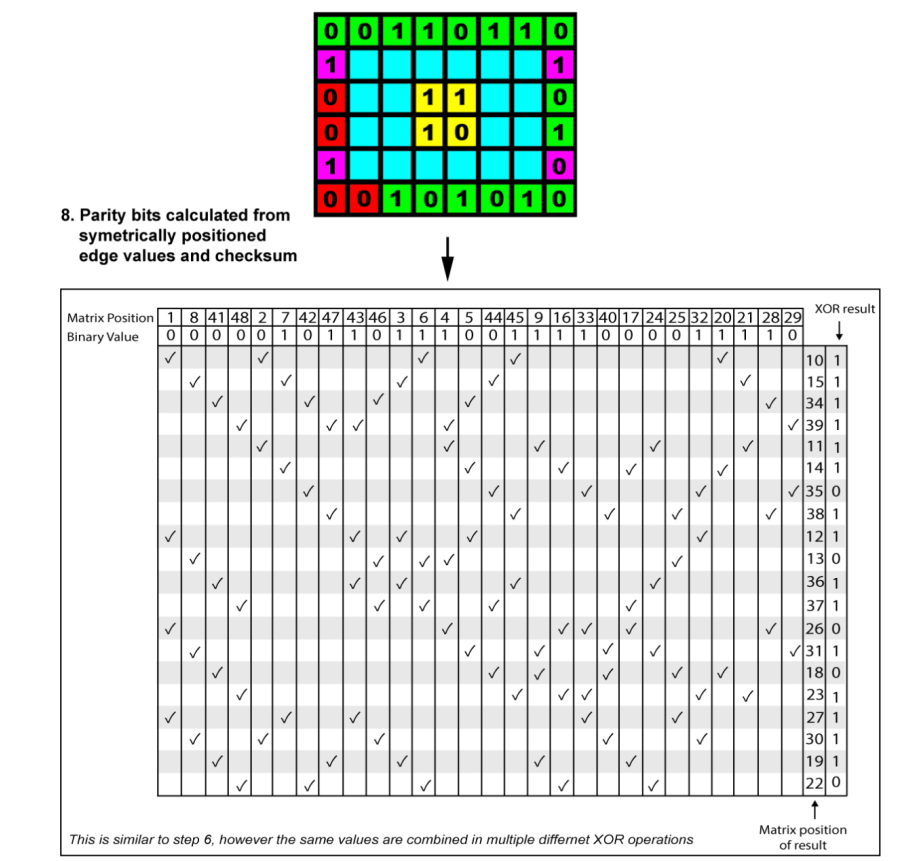 0 0 1 1 0 1 1 0
1 1
0 1 1 0
0 1 0 1
1 0
0 0 1 0 1 0 1 0
8. Parity bits calculated from
symetrically positioned
edge values and checksum
XOR result
Matrix Position 1 8 41 48 2 7 42 47 43 46 3 6 4 5 44 45 9 16 33 40 17 24 25 32 20 21 28 29
Binary Value 0 0 0 0 0 1 0 1 1 0 1 1 1 0 0 1 1 1 1 0 0 0 0 1 1 1 1 0
✓ ✓ ✓ ✓ ✓ 10 1
✓ ✓ ✓ ✓ ✓ 15 1
✓ ✓ ✓ ✓ ✓ 34 1
✓ ✓ ✓ ✓ ✓ 39 1
✓ ✓ ✓ ✓ ✓ 11 1
✓ ✓ ✓ ✓ ✓ 14 1
✓ ✓ ✓ ✓ ✓ 35 0
✓ ✓ ✓ ✓ ✓ 38 1
✓ ✓ ✓ ✓ ✓ 12 1
✓ ✓ ✓ ✓ ✓ 13 0
✓ ✓ ✓ ✓ ✓ 36 1
✓ ✓ ✓ ✓ ✓ 37 1
✓ ✓ ✓ ✓ ✓ ✓ 26 0
✓ ✓ ✓ ✓ ✓ ✓ 31 1
✓ ✓ ✓ ✓ ✓ ✓ 18 0
✓ ✓ ✓ ✓ ✓ ✓ 23 1
✓ ✓ ✓ ✓ ✓ 27 1
✓ ✓ ✓ ✓ ✓ 30 1
✓ ✓ ✓ ✓ ✓ 19 1
✓ ✓ ✓ ✓ ✓ 22 0
This is similar to step 6, however the same values are combined in multiple differnet XOR operations
Matrix position
of result